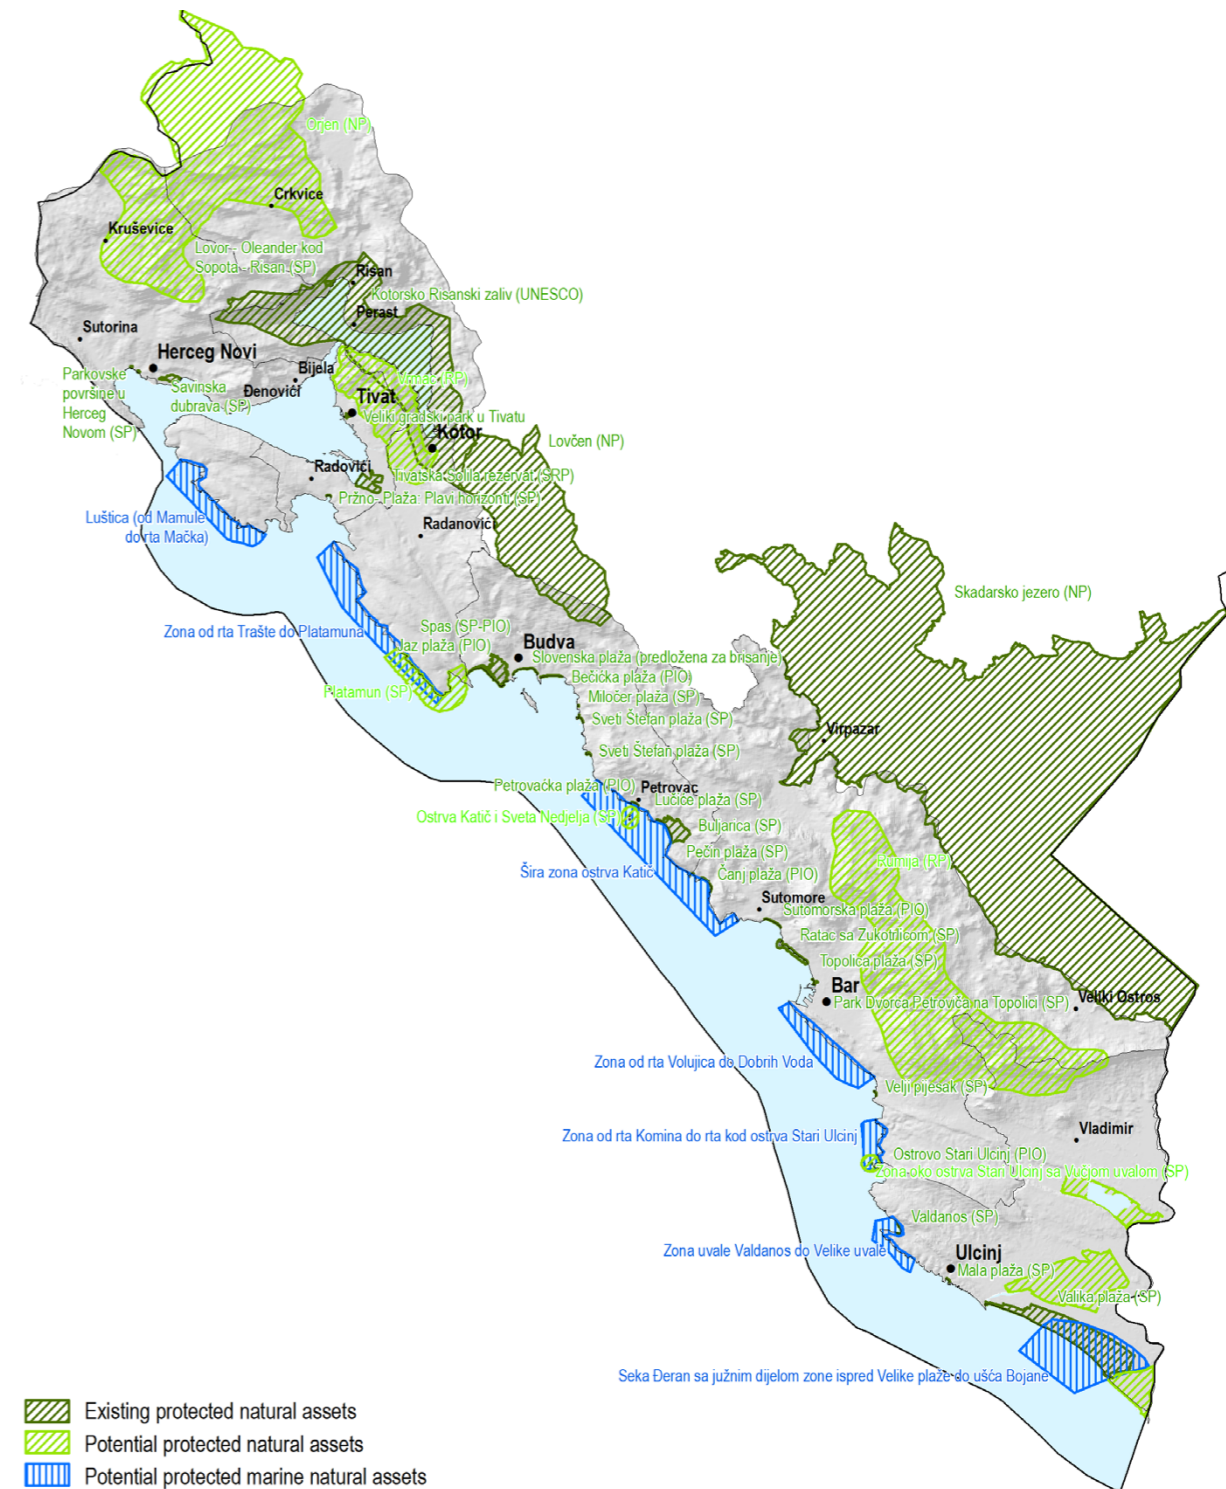 Orjen (NP)
Crkvice
Kruševice
Lovor - Oleander kod
Sopota - Risan (SP)
Risan
Kotorsko Risanski zaliv (UNESCO)
Perast
Sutorina
Herceg Novi
Bijela
Parkovske
površine u
Herceg
Novom (SP)
Savinska
dubrava (SP)
Đenovići
Vrmac (RP)
Tivat
Veliki gradski park u Tivatu
Kotor
Lovćen (NP)
Radovići
Tivatska Solila rezervat (SRP)
Pržno- Plaža: Plavi horizonti (SP)
Luštica (od Mamule
do rta Mačka)
Radanovići
Skadarsko jezero (NP)
Zona od rta Trašte do Platamuna
Spas (SP-PIO)
Jaz plaža (PIO)
Budva
Slovenska plaža (predložena za brisanje)
Bečićka plaža (PIO)
Platamun (SP)
Miločer plaža (SP)
Sveti Štefan plaža (SP)
Virpazar
Sveti Štefan plaža (SP)
Petrovačka plaža (PIO)
Petrovac
Lučiće plaža (SP)
Ostrva Katič i Sveta Nedjelja (SP)
Buljarica (SP)
Pečin plaža (SP)
Rumija (RP)
Šira zona ostrva Katič
Čanj plaža (PIO)
Sutomore
Sutomorska plaža (PIO)
Ratac sa Zukotrlicom (SP)
Topolica plaža (SP)
Bar
Park Dvorca Petrovića na Topolici (SP)
Veliki Ostros
Zona od rta Volujica do Dobrih Voda
Velji pijesak (SP)
Vladimir
Zona od rta Komina do rta kod ostrva Stari Ulcinj
Ostrovo Stari Ulcinj (PIO)
Zona oko ostrva Stari Ulcinj sa Vučjom uvalom (SP)
Valdanos (SP)
Zona uvale Valdanos do Velike uvale
Ulcinj
Mala plaža (SP)
Valika plaža (SP)
Seka Đeran sa južnim dijelom zone ispred Velike plaže do ušća Bojane
Existing protected natural assets
Potential protected natural assets
Potential protected marine natural assets